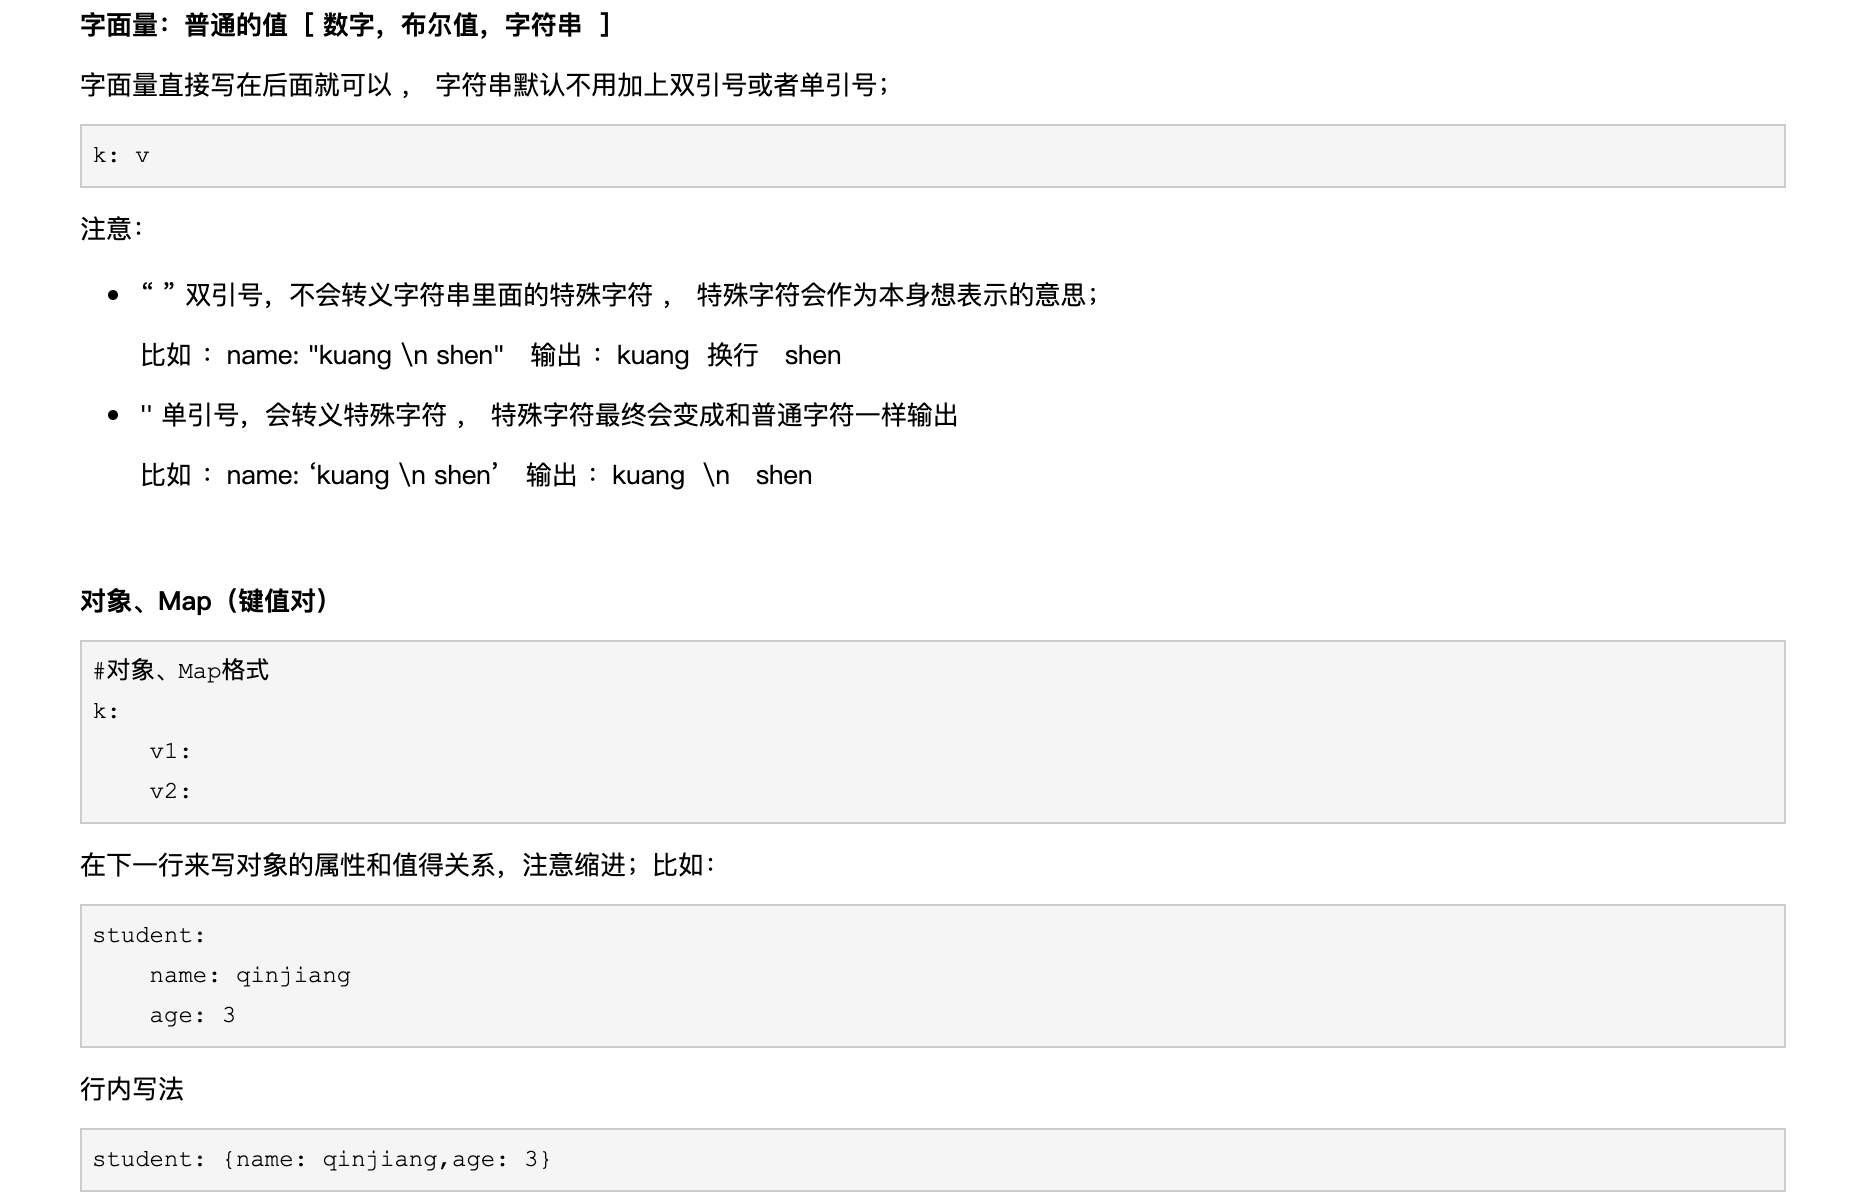 字面量：普通的值 [ 数字，布尔值，字符串 ]
字面量直接写在后面就可以 ， 字符串默认不用加上双引号或者单引号；
k: v
注意：
• “ ” 双引号，不会转义字符串里面的特殊字符 ， 特殊字符会作为本身想表示的意思；
比如 ：name: "kuang \n shen" 输出 ：kuang 换行 shen
• '' 单引号，会转义特殊字符 ， 特殊字符最终会变成和普通字符一样输出
比如 ：name: ‘kuang \n shen’ 输出 ：kuang \n shen
对象、Map（键值对）
#对象、Map格式
k:
    v1:
    v2:
在下一行来写对象的属性和值得关系，注意缩进；比如：
student:
    name: qinjiang
    age: 3
行内写法
student: {name: qinjiang,age: 3}